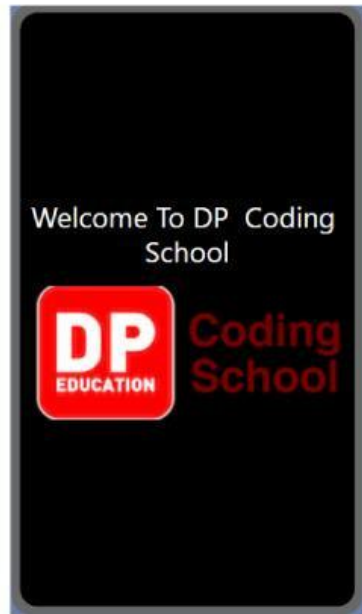 Welcome To DP  Coding
School
DP
EDUCATION
Coding
School